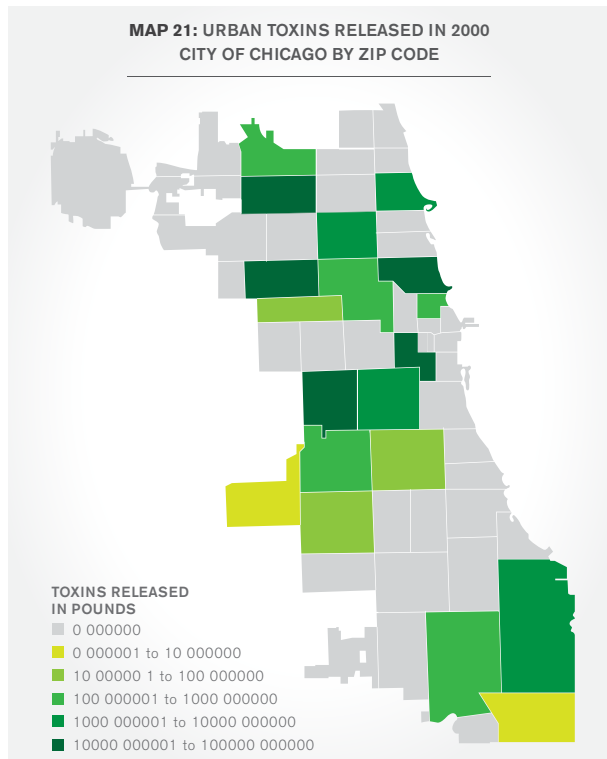 MAP 21: URBAN TOXINS RELEASED IN 2000
CITY OF CHICAGO BY ZIP CODE
TOXINS RELEASED
IN POUNDS
0 000000
0 000001 to 10 000000
10 00000 1 to 100 000000
100 000001 to 1000 000000
1000 000001 to 10000 000000
10000 000001 to 100000 000000